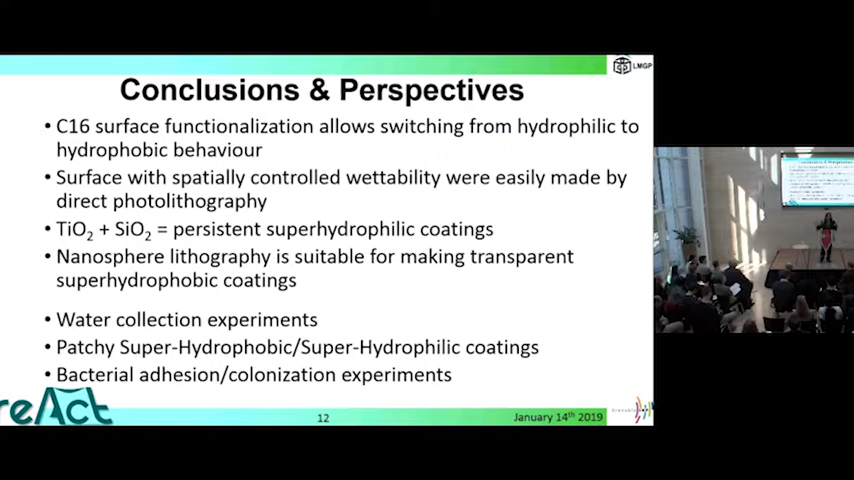 LMGP
Conclusions & Perspectives
• C16 surface functionalization allows switching from hydrophilic to
hydrophobic behaviour
• Surface with spatially controlled wettability were easily made by
direct photolithography
• TiO₂ + SiO₂ = persistent superhydrophilic coatings
• Nanosphere lithography is suitable for making transparent
superhydrophobic coatings
• Water collection experiments
• Patchy Super-Hydrophobic/Super-Hydrophilic coatings
• Bacterial adhesion/colonization experiments
reAct
12
January 14th 2019